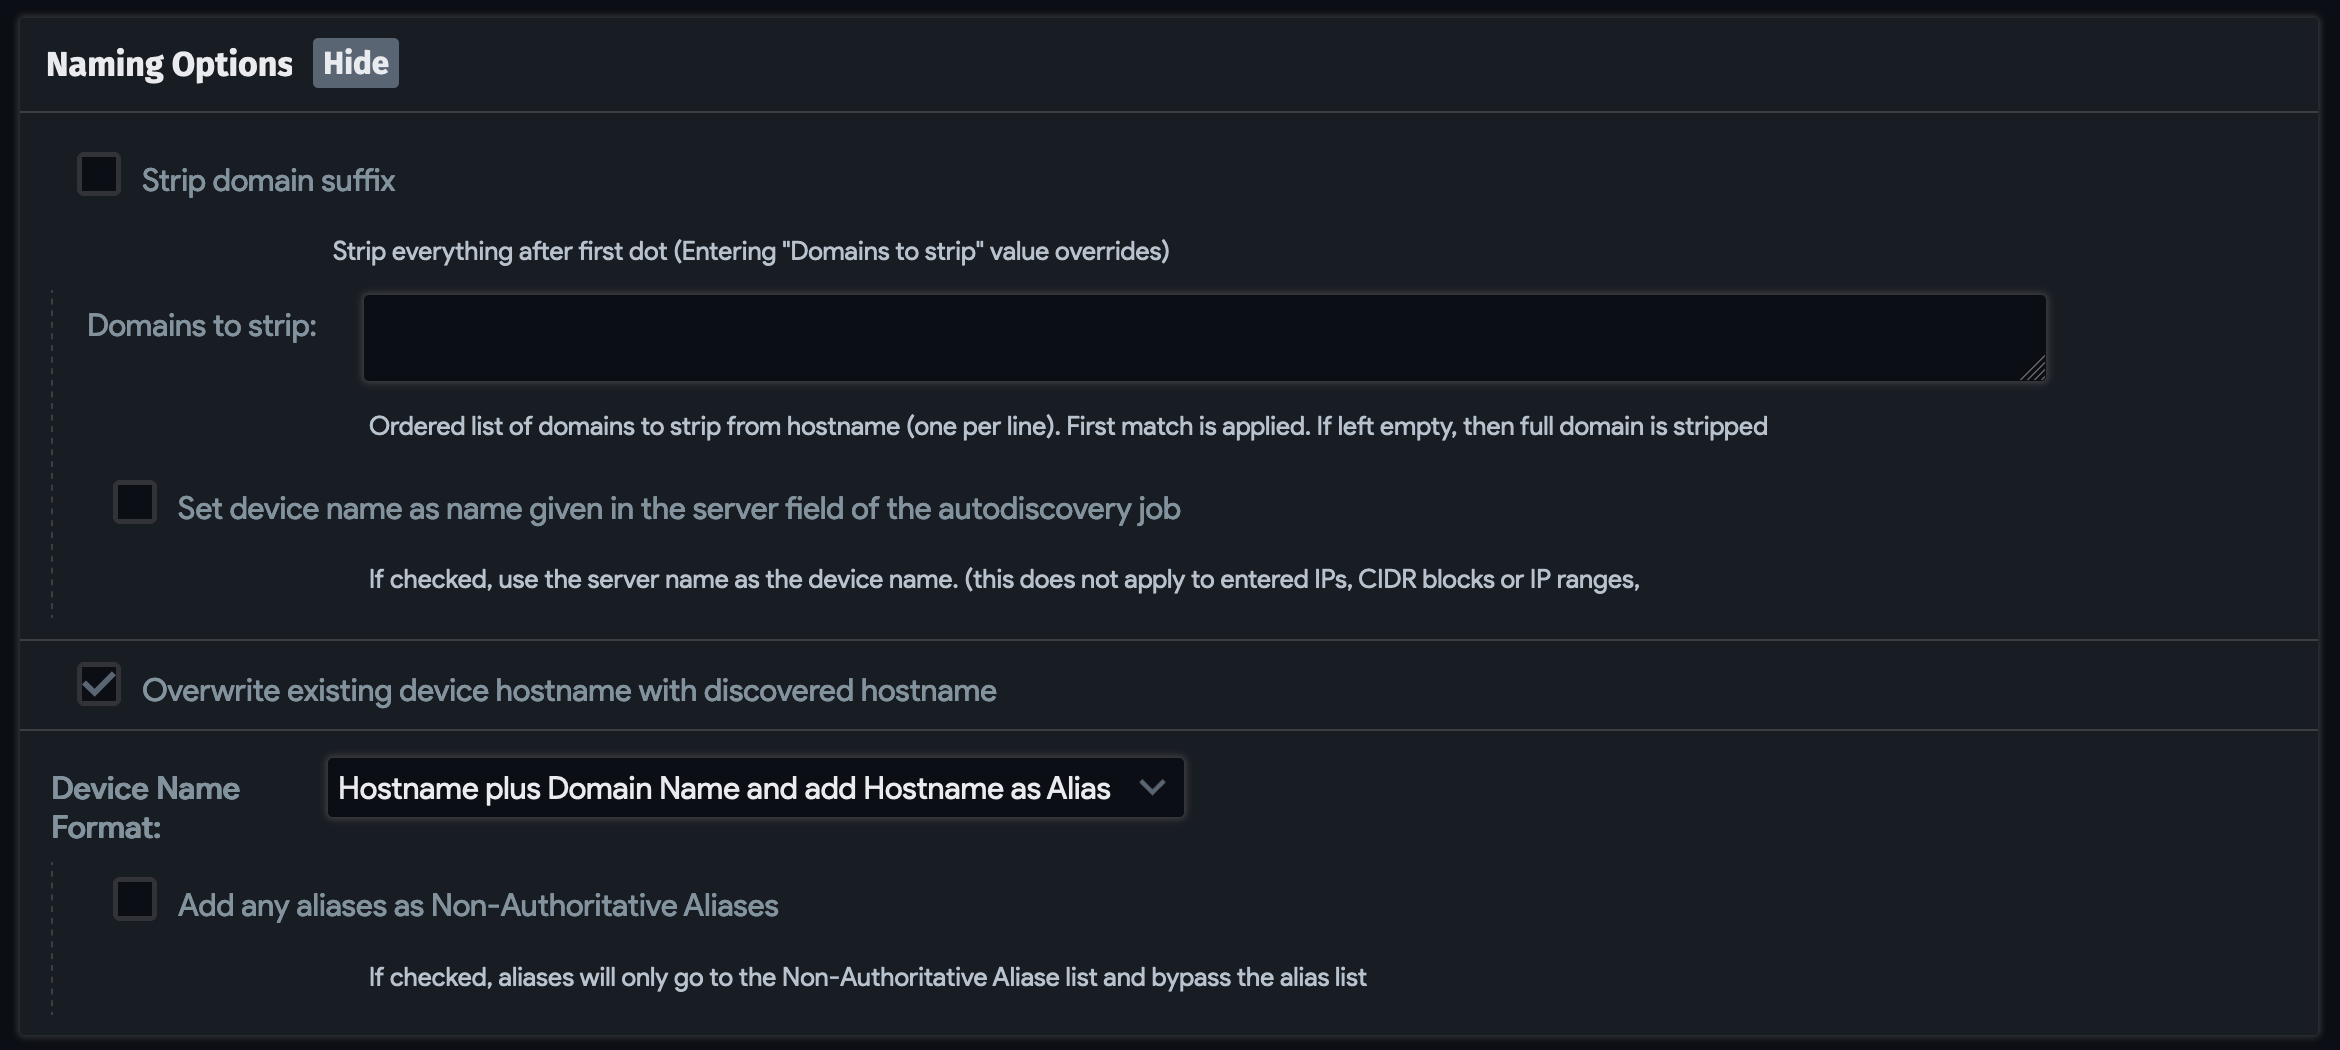 Naming Options Hide
Strip domain suffix
Strip everything after first dot (Entering "Domains to strip" value overrides)
Domains to strip:
Ordered list of domains to strip from hostname (one per line). First match is applied. If left empty, then full domain is stripped
Set device name as name given in the server field of the autodiscovery job
If checked, use the server name as the device name. (this does not apply to entered IPs, CIDR blocks or IP ranges,
Overwrite existing device hostname with discovered hostname
Device Name
Format:
Hostname plus Domain Name and add Hostname as Alias
Add any aliases as Non-Authoritative Aliases
If checked, aliases will only go to the Non-Authoritative Aliase list and bypass the alias list